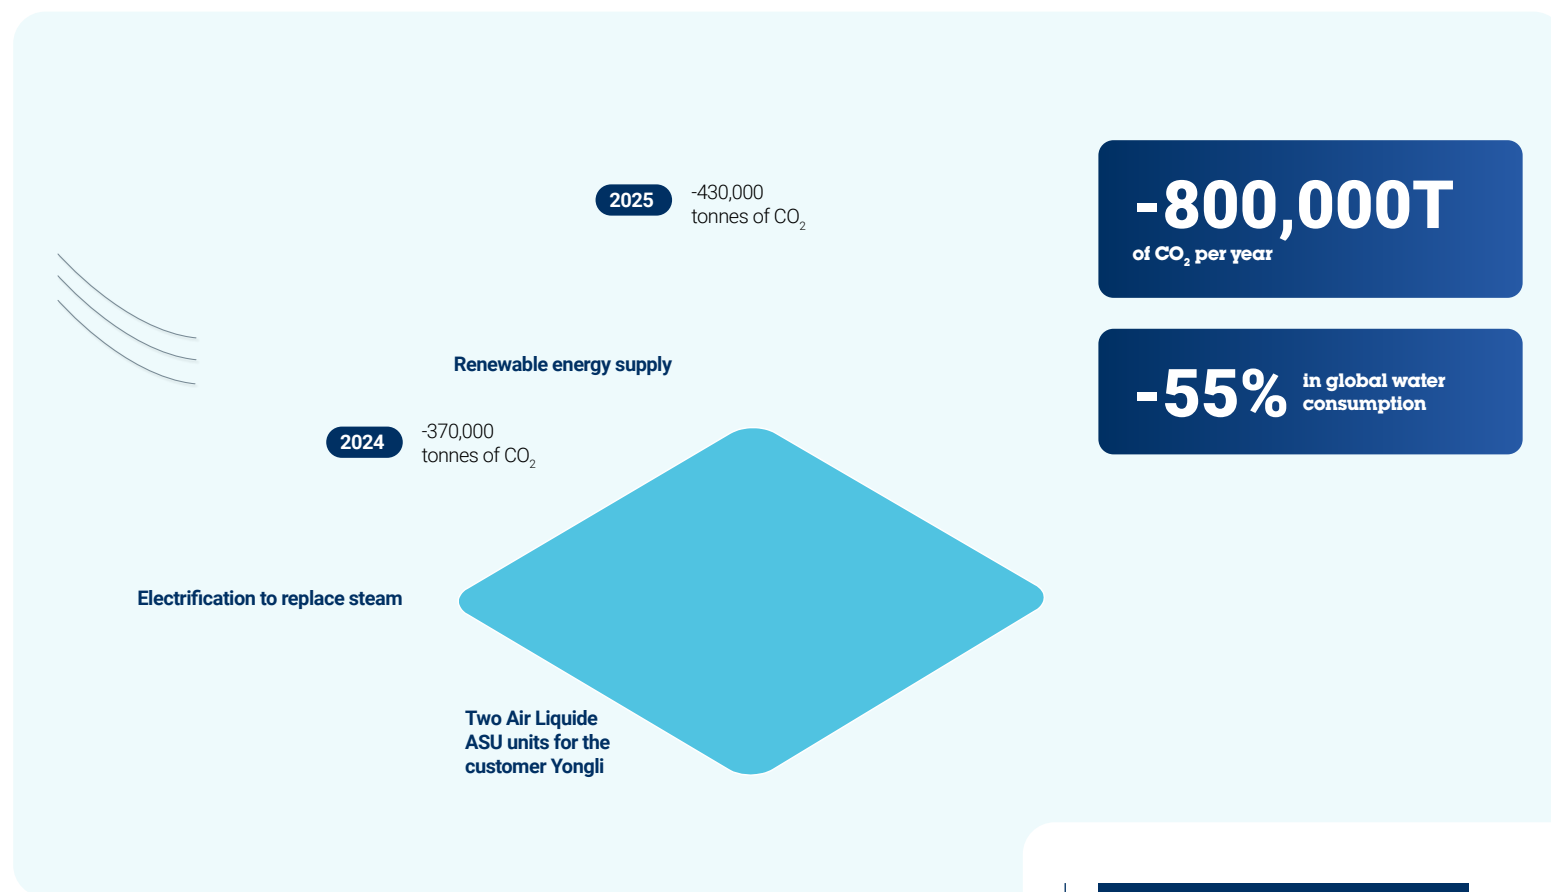 2025
-430,000
tonnes of CO₂
-800,000T
of CO₂ per year
Renewable energy supply
-55%
in global water
consumption
2024
-370,000
tonnes of CO₂
Electrification to replace steam
Two Air Liquide
ASU units for the
customer Yongli